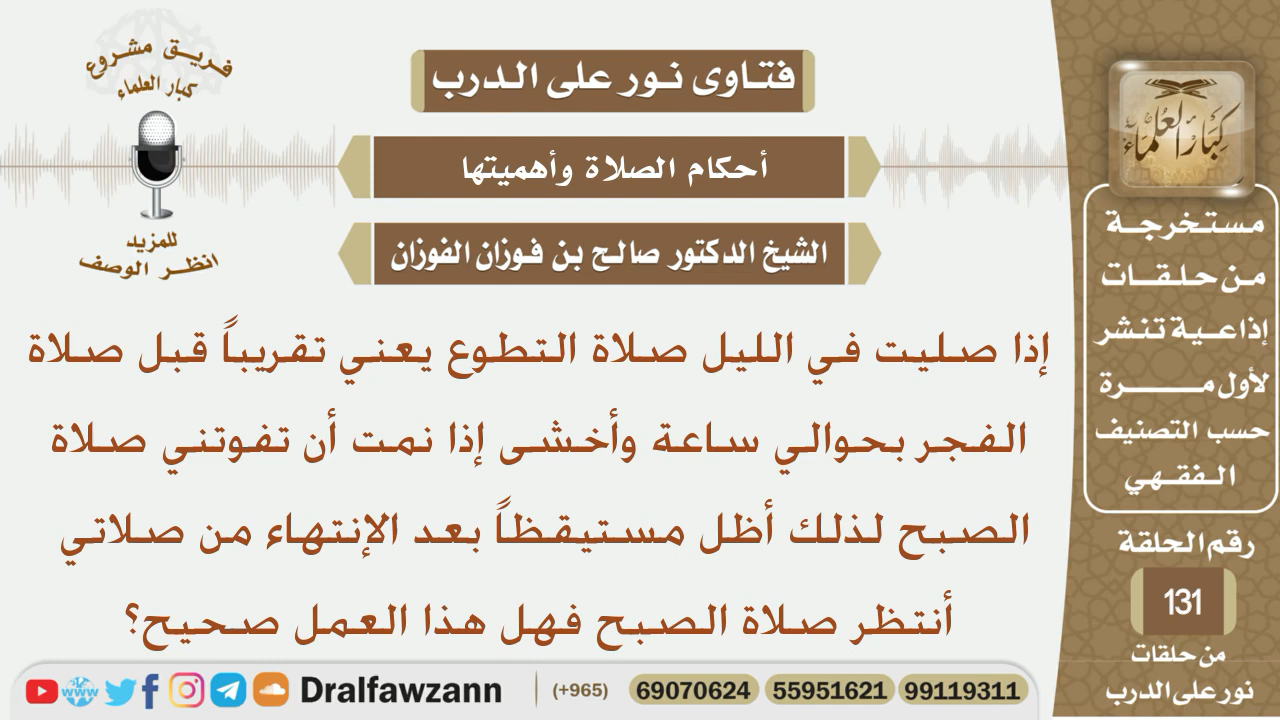 فريق مشروع
كبار العلماء
للمزيد
انظر الوصف
فتاوى نور على الدرب
أحكام الصلاة وأهميتها
الشيخ الدكتور صالح بن فوزان الفوزان
إذا صليت في الليل صلاة التطوع يعني تقريباً قبل صلاة
الفجر بحوالي ساعة وأخشى إذا نمت أن تفوتني صلاة
الصبح لذلك أظل مستيقظاً بعد الإنتهاء من صلاتي
أنتظر صلاة الصبح فهل هذا العمل صحيح؟
كبار العلماء
مستخرجة
من حلقات
إذاعية تنشر
لأول مرة
حسب التصنيف
الفقهي
رقم الحلقة
131
من حلقات
نور على الدرب
www
Dralfawzann
(+965) 69070624 55951621 99119311